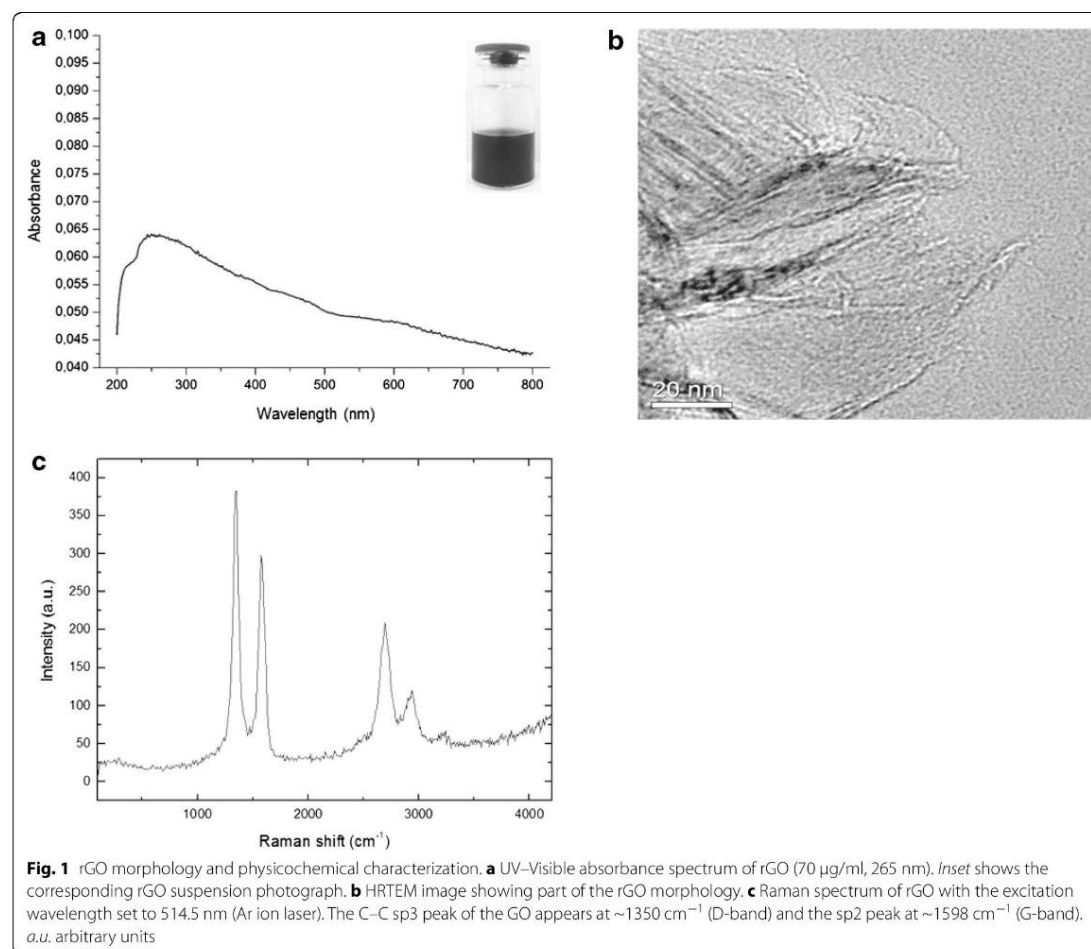 a
0,100
0,095
0,090
0,085
0,080
0,075
0,070
0,065
0,060
0,055
0,050
0,045
0,040
Absorbance
200 300 400 500 600 700 800
Wavelength (nm)
b
20 nm
c
400
350
300
250
200
150
100
50
0
Intensity (a.u.)
1000 2000 3000 4000
Raman shift (cm⁻¹)
Fig. 1 rGO morphology and physicochemical characterization. a UV–Visible absorbance spectrum of rGO (70 µg/ml, 265 nm). Inset shows the
corresponding rGO suspension photograph. b HRTEM image showing part of the rGO morphology. c Raman spectrum of rGO with the excitation
wavelength set to 514.5 nm (Ar ion laser). The C–C sp3 peak of the GO appears at ~1350 cm⁻¹ (D-band) and the sp2 peak at ~1598 cm⁻¹ (G-band).
a.u. arbitrary units